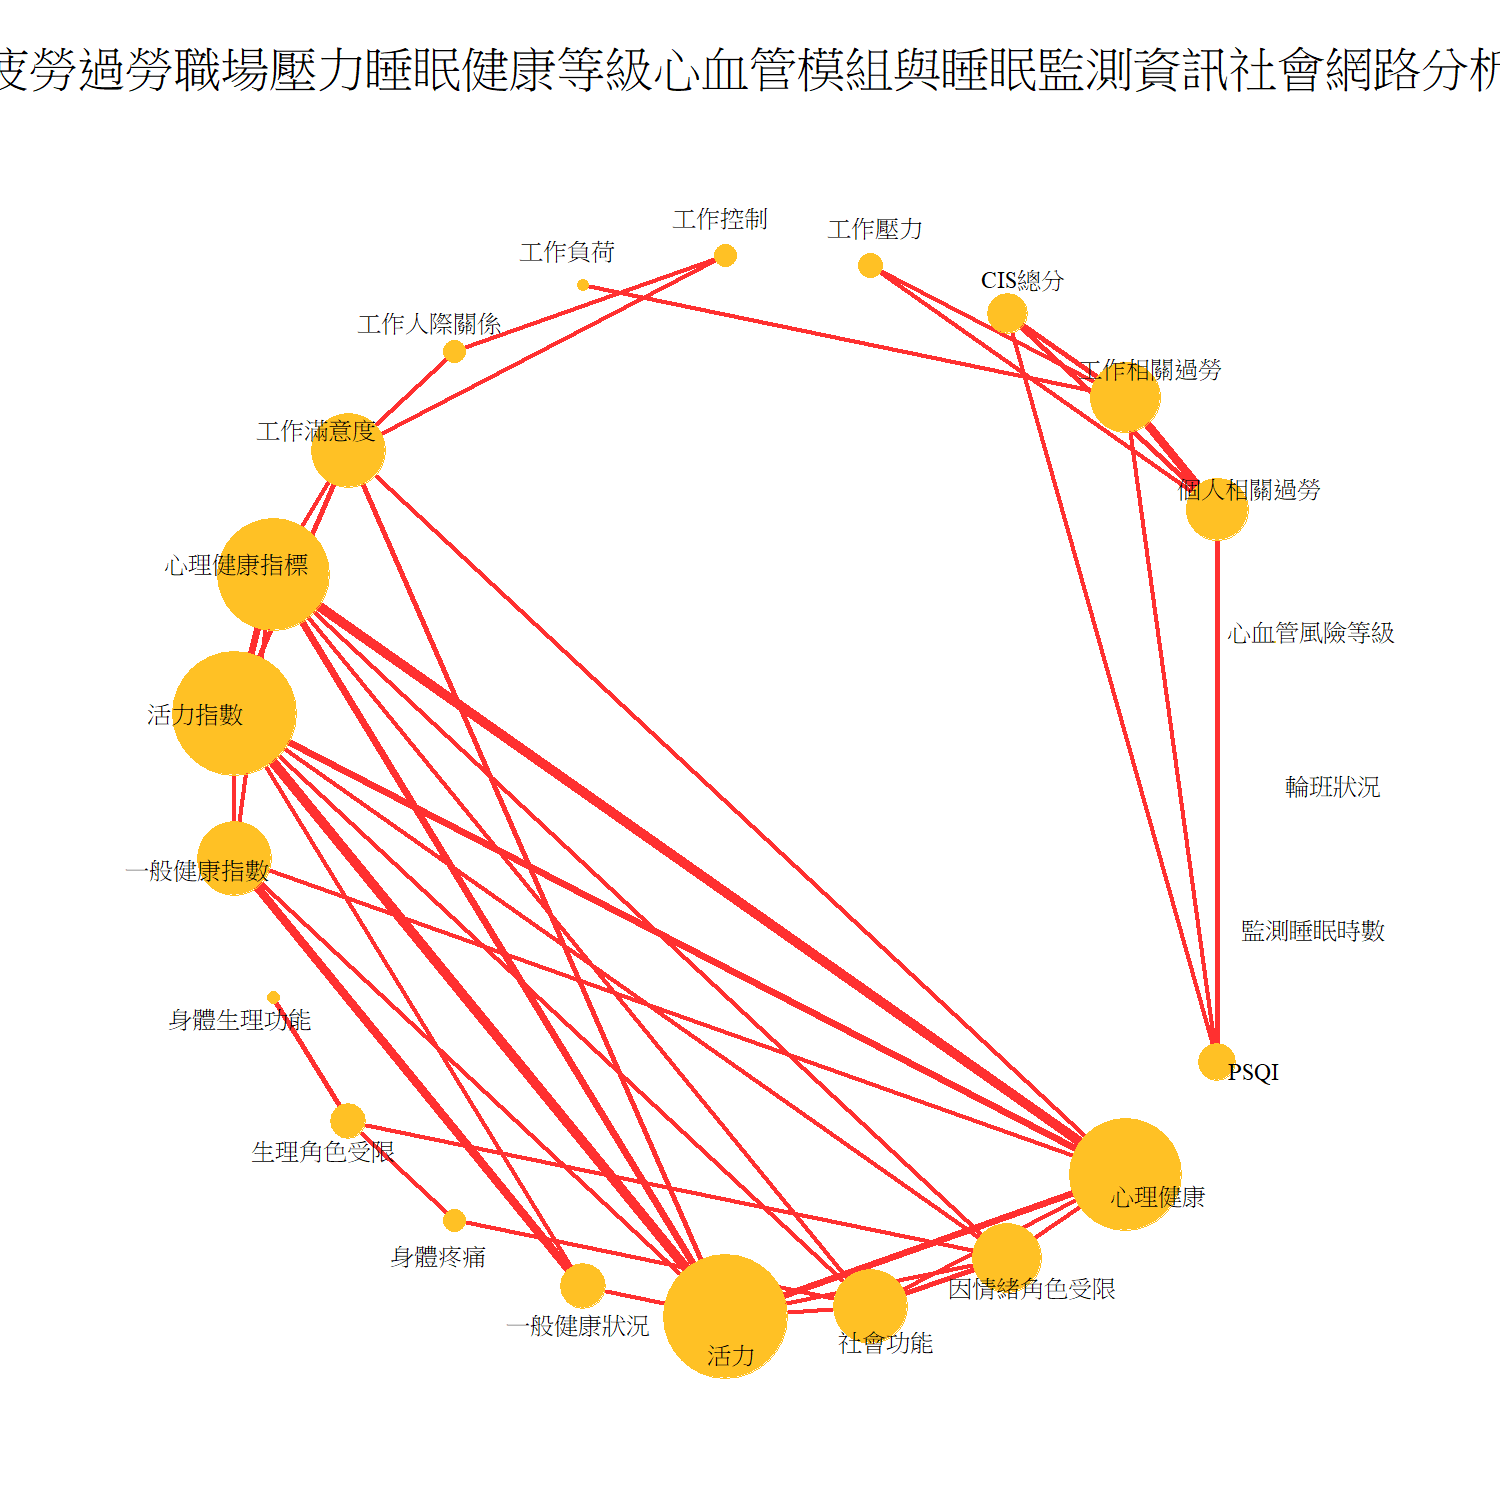 疲勞過勞職場壓力睡眠健康等級心血管模組與睡眠監測資訊社會網路分析
工作控制
工作壓力
工作負荷
CIS總分
工作人際關係
工作相關過勞
工作滿意度
個人相關過勞
心理健康指標
心血管風險等級
活力指數
輪班狀況
一般健康指數
監測睡眠時數
身體生理功能
PSQI
生理角色受限
心理健康
身體疼痛
因情緒角色受限
一般健康狀況
社會功能
活力